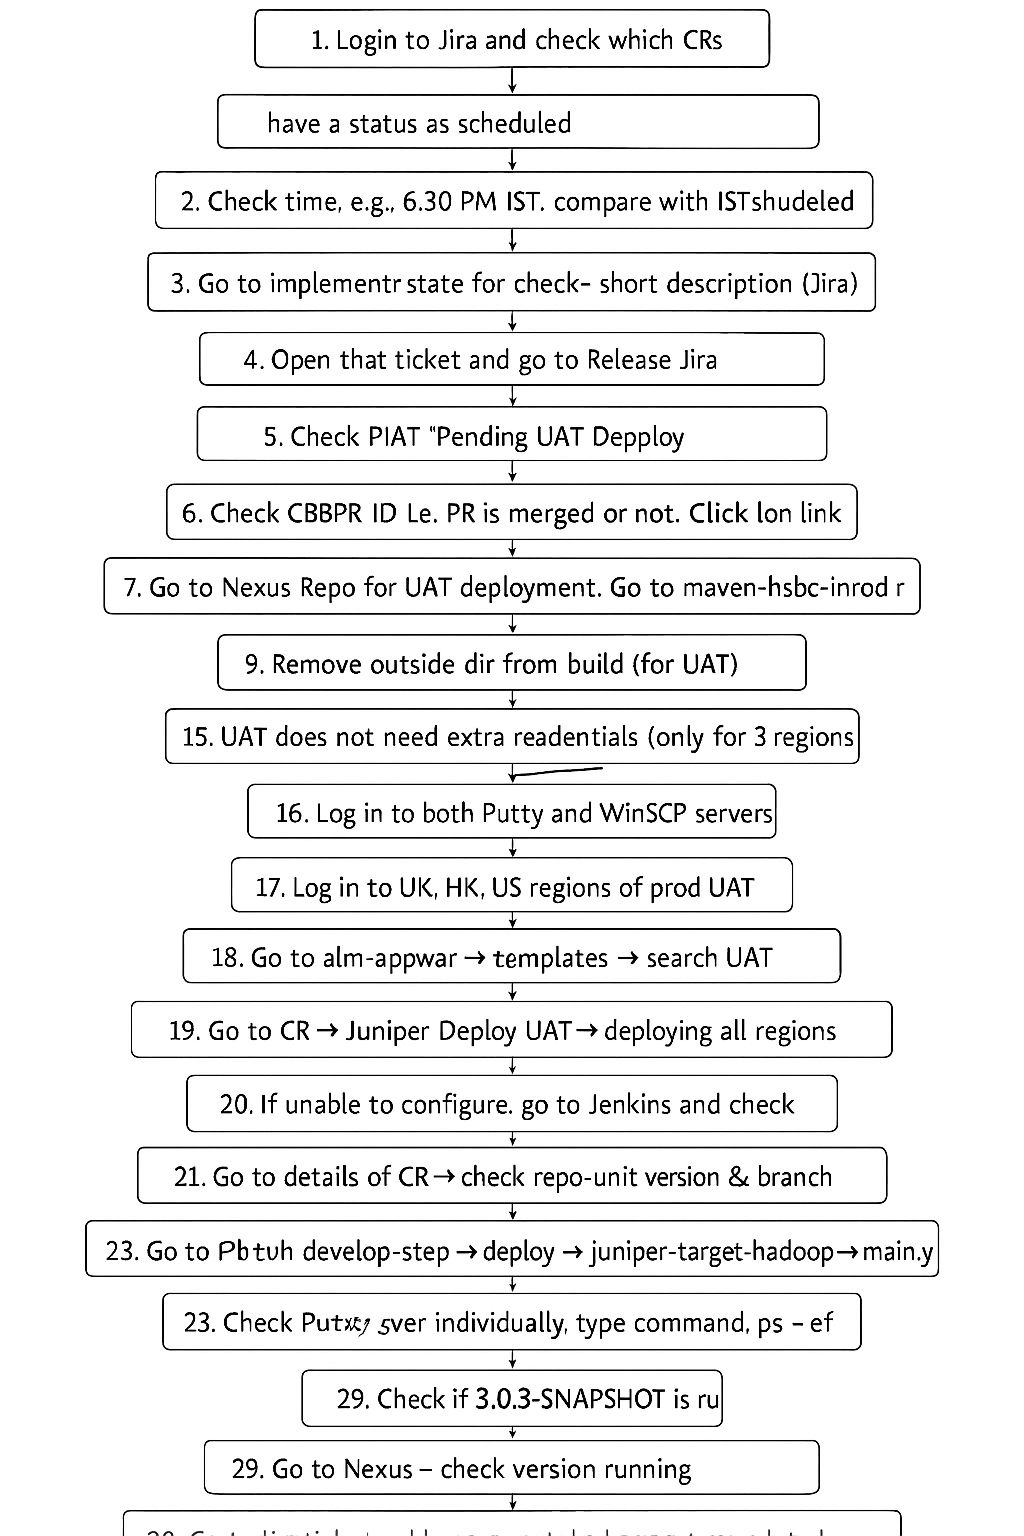 1. Login to Jira and check which CRs
have a status as scheduled
2. Check time, e.g., 6.30 PM IST. compare with ISTshudeled
3. Go to implementr state for check- short description (Jira)
4. Open that ticket and go to Release Jira
5. Check PIAT "Pending UAT Depploy
6. Check CBBPR ID Le. PR is merged or not. Click lon link
7. Go to Nexus Repo for UAT deployment. Go to maven-hsbc-inrod r
9. Remove outside dir from build (for UAT)
15. UAT does not need extra readentials (only for 3 regions
16. Log in to both Putty and WinSCP servers
17. Log in to UK, HK, US regions of prod UAT
18. Go to alm-appwar → templates → search UAT
19. Go to CR → Juniper Deploy UAT → deploying all regions
20. If unable to configure. go to Jenkins and check
21. Go to details of CR → check repo-unit version & branch
23. Go to Pbtuh develop-step → deploy → juniper-target-hadoop → main.y
23. Check sver individually, type command, ps – ef
29. Check if 3.0.3-SNAPSHOT is ru
29. Go to Nexus – check version running